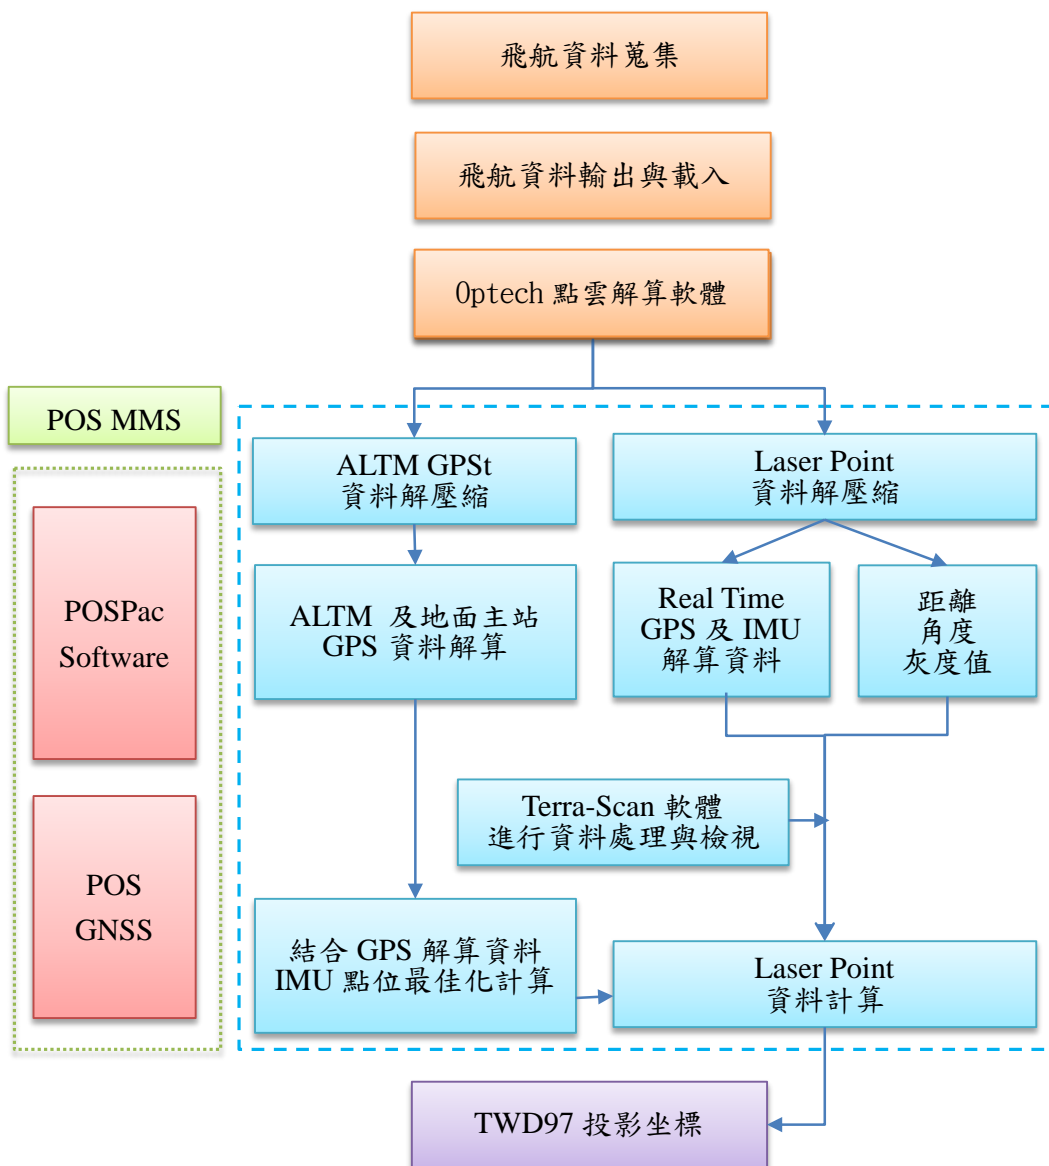 飛航資料蒐集
飛航資料輸出與載入
Optech 點雲解算軟體
POS MMS
POSPac
Software
POS
GNSS
ALTM GPSt
資料解壓縮
Laser Point
資料解壓縮
ALTM 及地面主站
GPS 資料解算
Real Time
GPS 及 IMU
解算資料
距離
角度
灰度值
Terra-Scan 軟體
進行資料處理與檢視
結合 GPS 解算資料
IMU 點位最佳化計算
Laser Point
資料計算
TWD97 投影坐標